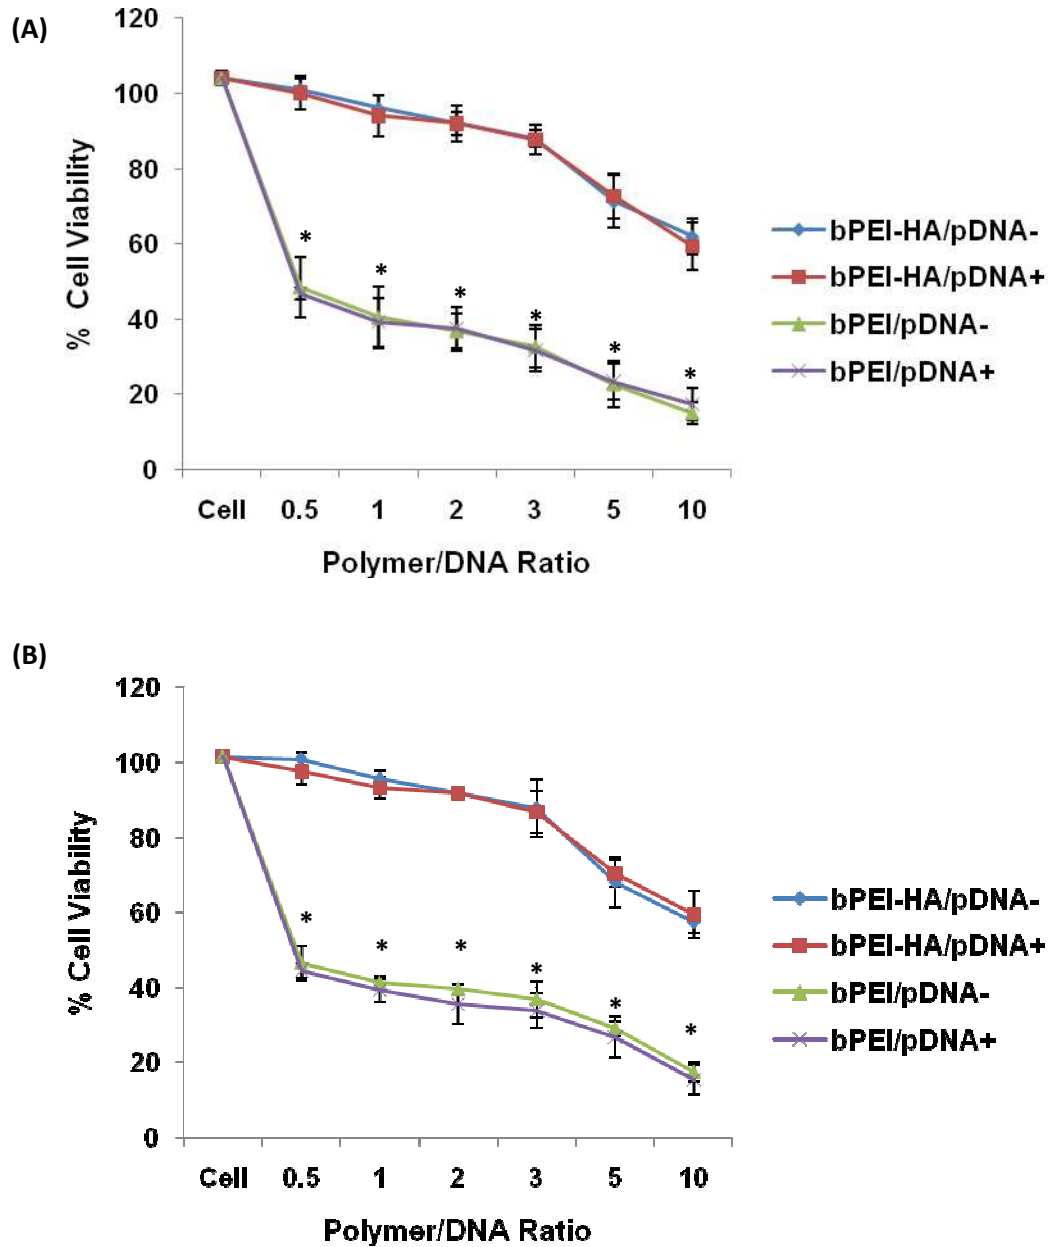 (A)
120
100
80
60
40
20
0
% Cell Viability
* * * * * *
Cell 0.5 1 2 3 5 10
Polymer/DNA Ratio
bPEI-HA/pDNA-
bPEI-HA/pDNA+
bPEI/pDNA-
bPEI/pDNA+
(B)
120
100
80
60
40
20
0
% Cell Viability
* * * * * *
Cell 0.5 1 2 3 5 10
Polymer/DNA Ratio
bPEI-HA/pDNA-
bPEI-HA/pDNA+
bPEI/pDNA-
bPEI/pDNA+